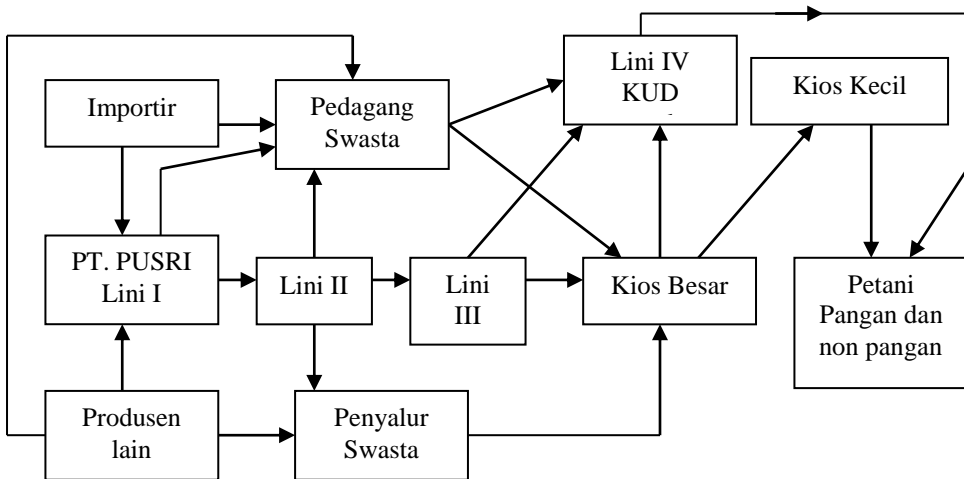 Importir
Pedagang
Swasta
Lini IV
KUD
Kios Kecil
PT. PUSRI
Lini I
Lini II
Lini
III
Kios Besar
Petani
Pangan dan
non pangan
Produsen
lain
Penyalur
Swasta